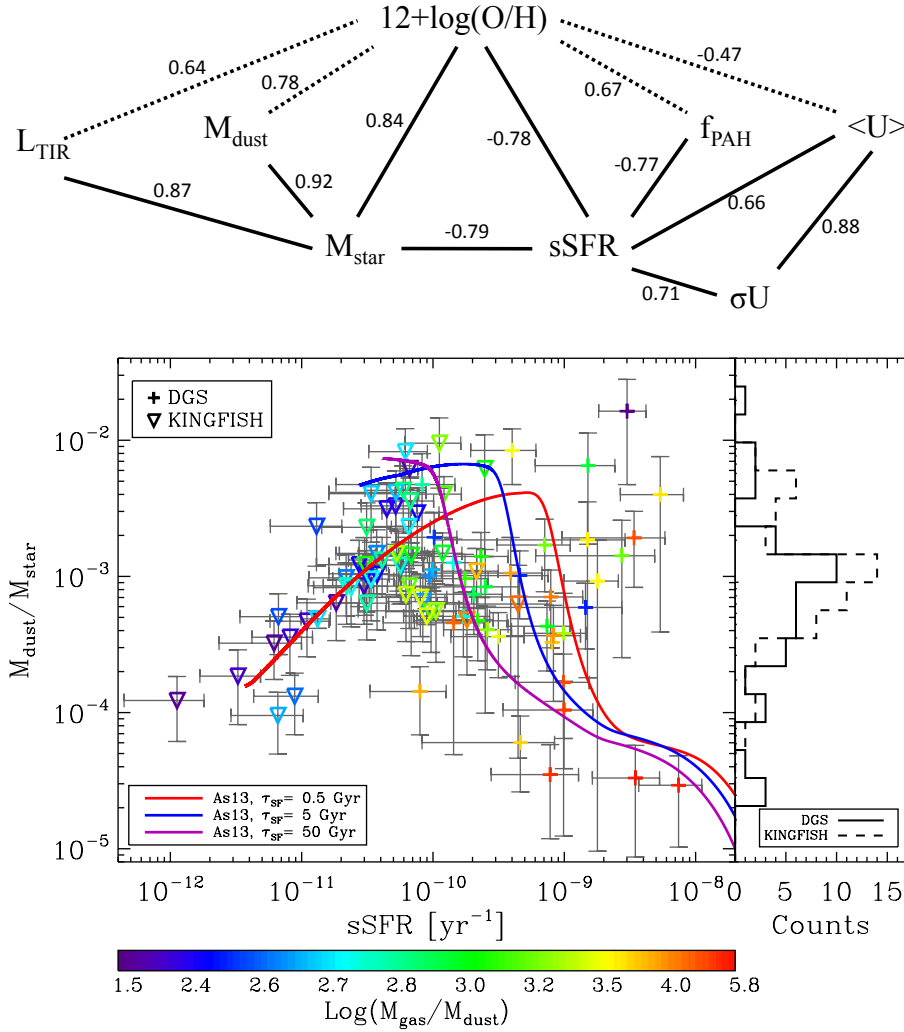 12+log(O/H)
0.64
0.78
0.84
-0.78
0.67
-0.47
L_TIR
M_dust
f_PAH
<U>
0.87
0.92
-0.77
0.66
0.88
M_star
-0.79
sSFR
0.71
σU
DGS
KINGFISH
M_dust/M_star
10^-2
10^-3
10^-4
10^-5
As13, τ_SF= 0.5 Gyr
As13, τ_SF= 5 Gyr
As13, τ_SF= 50 Gyr
DGS
KINGFISH
10^-12 10^-11 10^-10 10^-9 10^-8
0 5 10 15
sSFR [yr^-1]
Counts
1.5 2.4 2.6 2.7 2.8 3.0 3.2 3.5 4.0 5.8
Log(M_gas/M_dust)